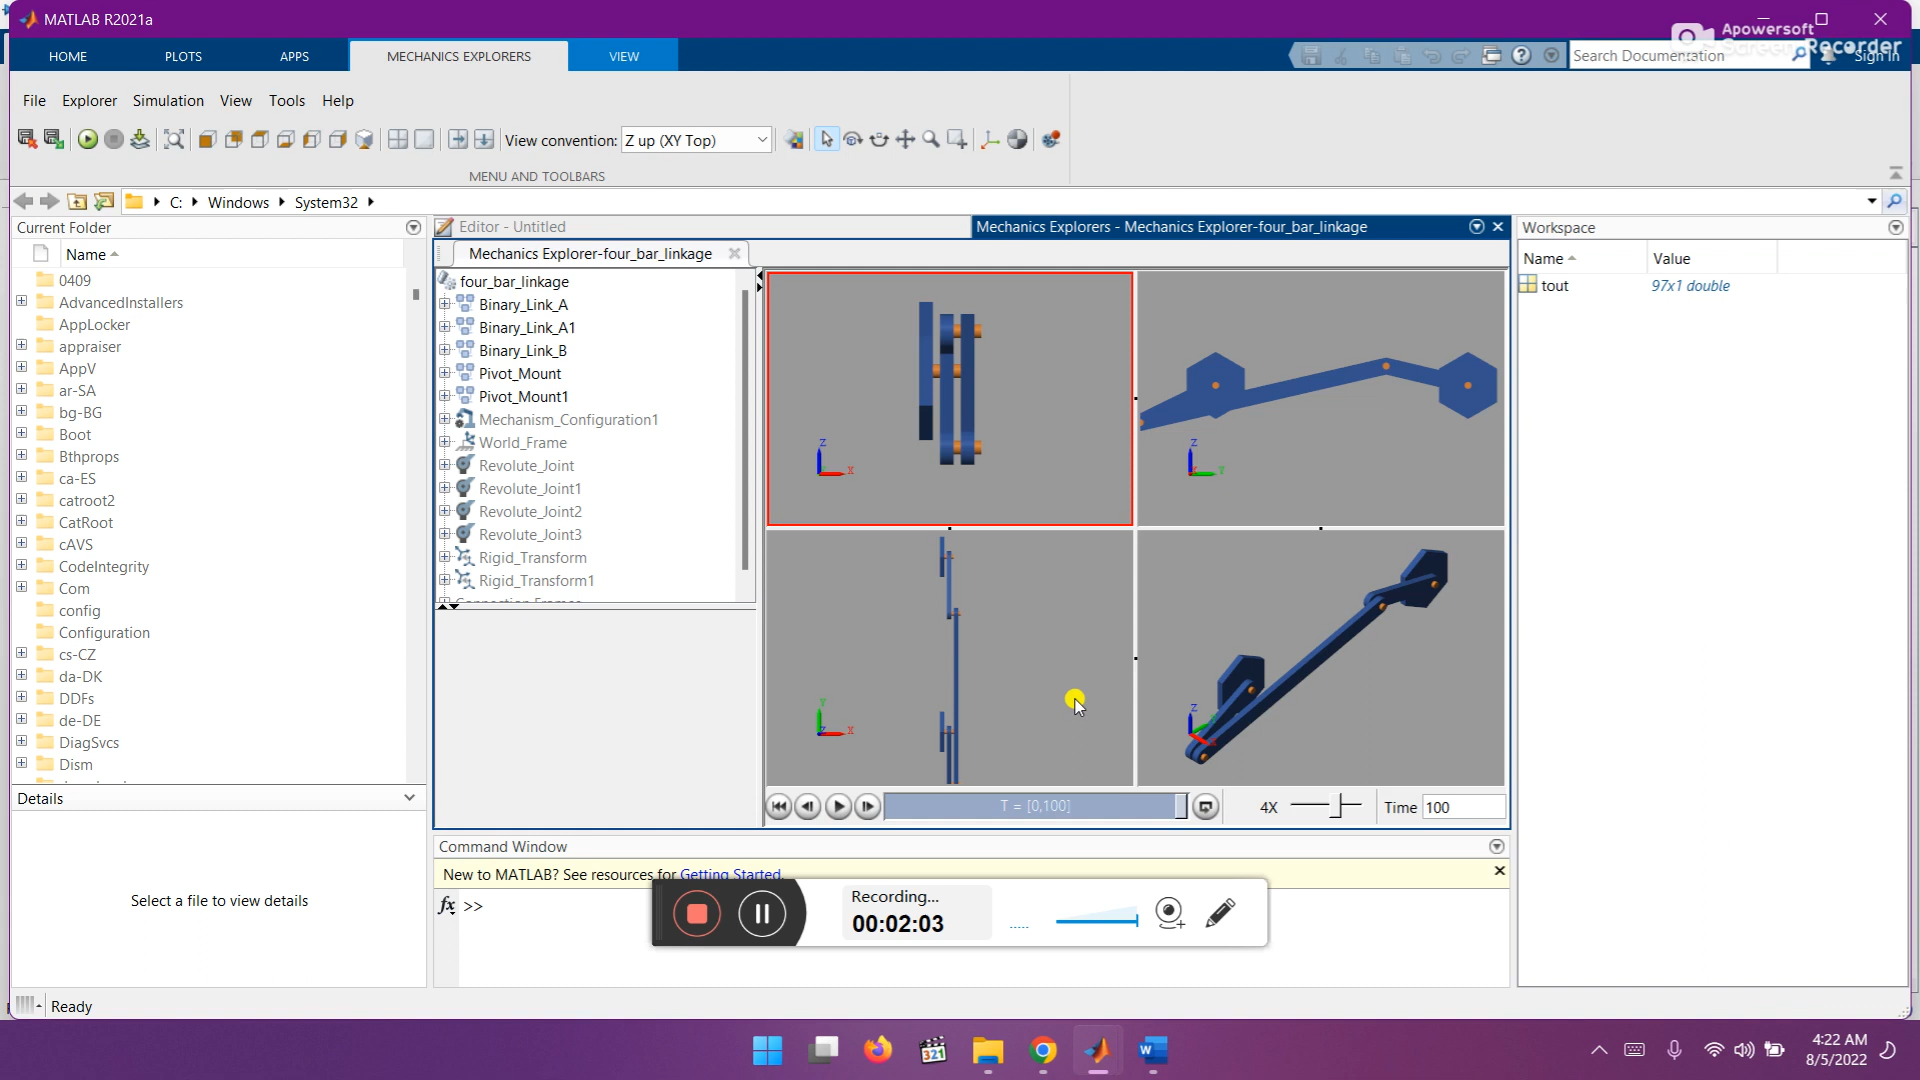 MATLAB R2021a
Apowersoft
Screen Recorder
HOME
PLOTS
APPS
MECHANICS EXPLORERS
VIEW
Search Documentation
Sign In
File
Explorer
Simulation
View
Tools
Help
View convention:
Z up (XY Top)
MENU AND TOOLBARS
C:
Windows
System32
Current Folder
Name
0409
AdvancedInstallers
AppLocker
appraiser
AppV
ar-SA
bg-BG
Boot
Bthprops
ca-ES
catroot2
CatRoot
cAVS
CodeIntegrity
Com
config
Configuration
cs-CZ
da-DK
DDFs
de-DE
DiagSvcs
Dism
Details
Select a file to view details
Editor - Untitled
Mechanics Explorers - Mechanics Explorer-four_bar_linkage
Mechanics Explorer-four_bar_linkage
four_bar_linkage
Binary_Link_A
Binary_Link_A1
Binary_Link_B
Pivot_Mount
Pivot_Mount1
Mechanism_Configuration1
World_Frame
Revolute_Joint
Revolute_Joint1
Revolute_Joint2
Revolute_Joint3
Rigid_Transform
Rigid_Transform1
Z
X
Z
Y
Y
X
Z
T = [0,100]
4X
Time
100
Workspace
Name
Value
tout
97x1 double
Command Window
New to MATLAB? See resources for Getting Started.
fx >>
Recording...
00:02:03
Ready
321
4:22 AM
8/5/2022